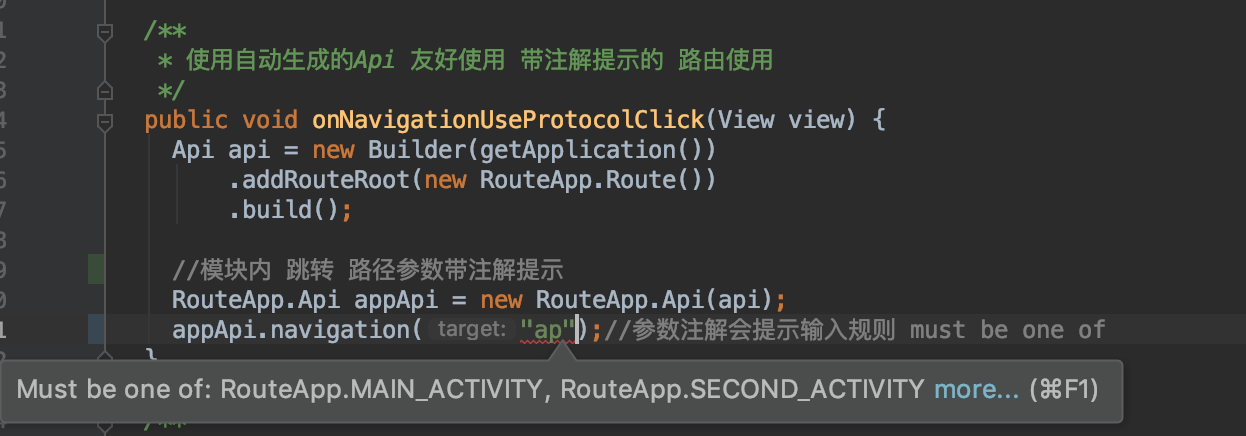 /**
* 使用自动生成的Api 友好使用 带注解提示的 路由使用
*/
public void onNavigationUseProtocolClick(View view) {
Api api = new Builder(getApplication())
.addRouteRoot(new RouteApp.Route())
.build();
//模块内 跳转 路径参数带注解提示
RouteApp.Api appApi = new RouteApp.Api(api);
appApi.navigation( target: "ap");//参数注解会提示输入规则 must be one of
}
Must be one of: RouteApp.MAIN_ACTIVITY, RouteApp.SECOND_ACTIVITY more... (⌘F1)
/**